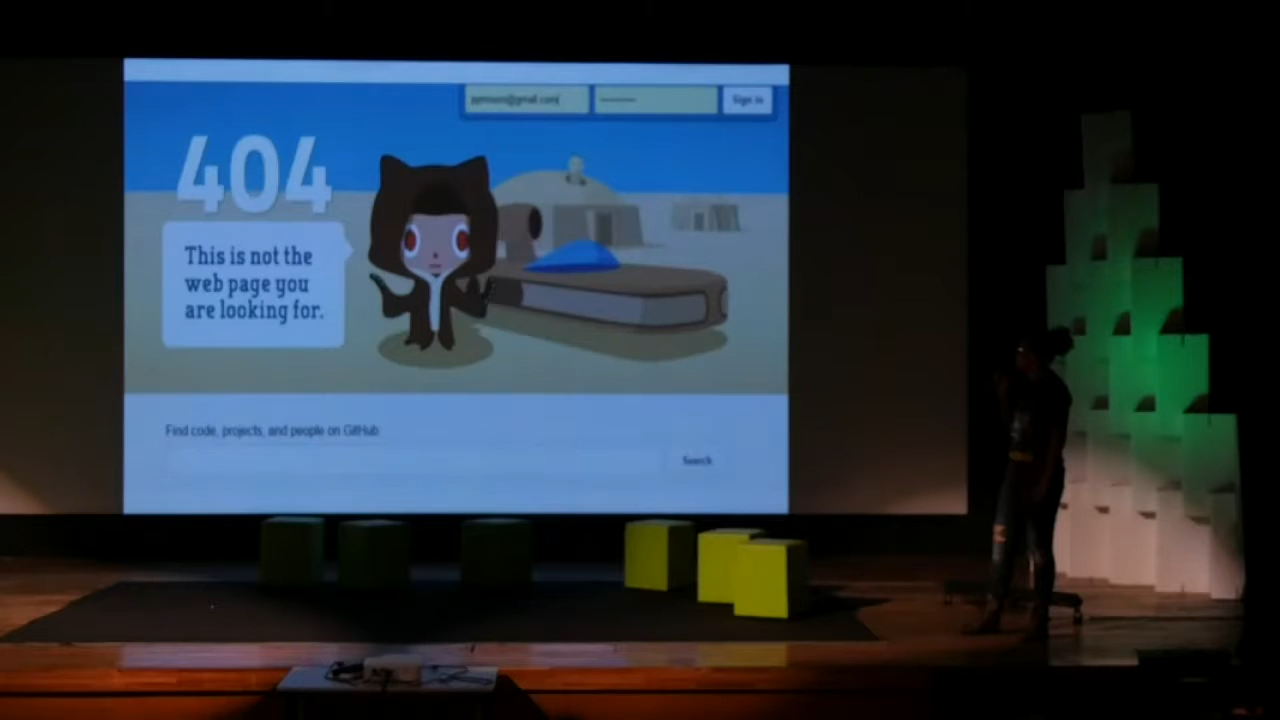 Sign in
404
This is not the
web page you
are looking for.
Find code, projects, and people on GitHub:
Search